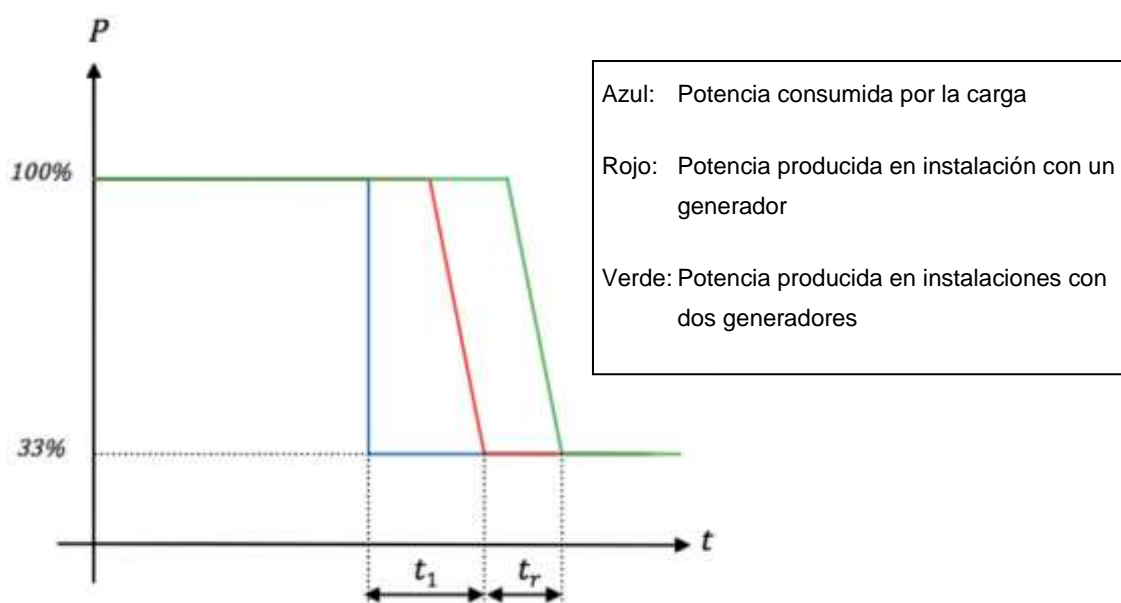 P
100%
33%
t
t₁
tᵣ
Azul: Potencia consumida por la carga
Rojo: Potencia producida en instalación con un
generador
Verde: Potencia producida en instalaciones con
dos generadores